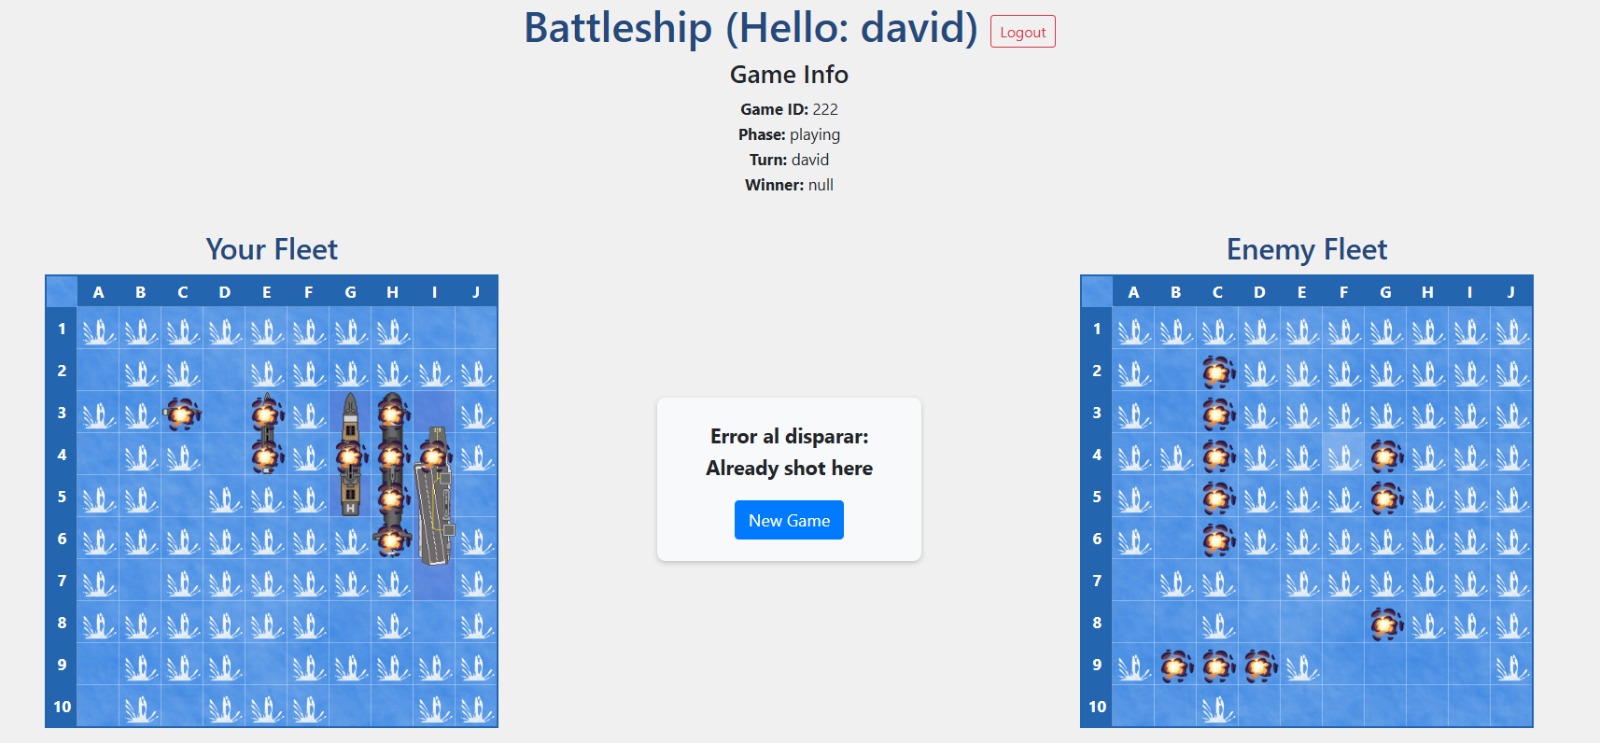 Battleship (Hello: david) Logout
Game Info
Game ID: 222
Phase: playing
Turn: david
Winner: null
Your Fleet
A B C D E F G H I J
1
2
3
4
5
6
7
8
9
10
H
Error al disparar:
Already shot here
New Game
Enemy Fleet
A B C D E F G H I J
1
2
3
4
5
6
7
8
9
10